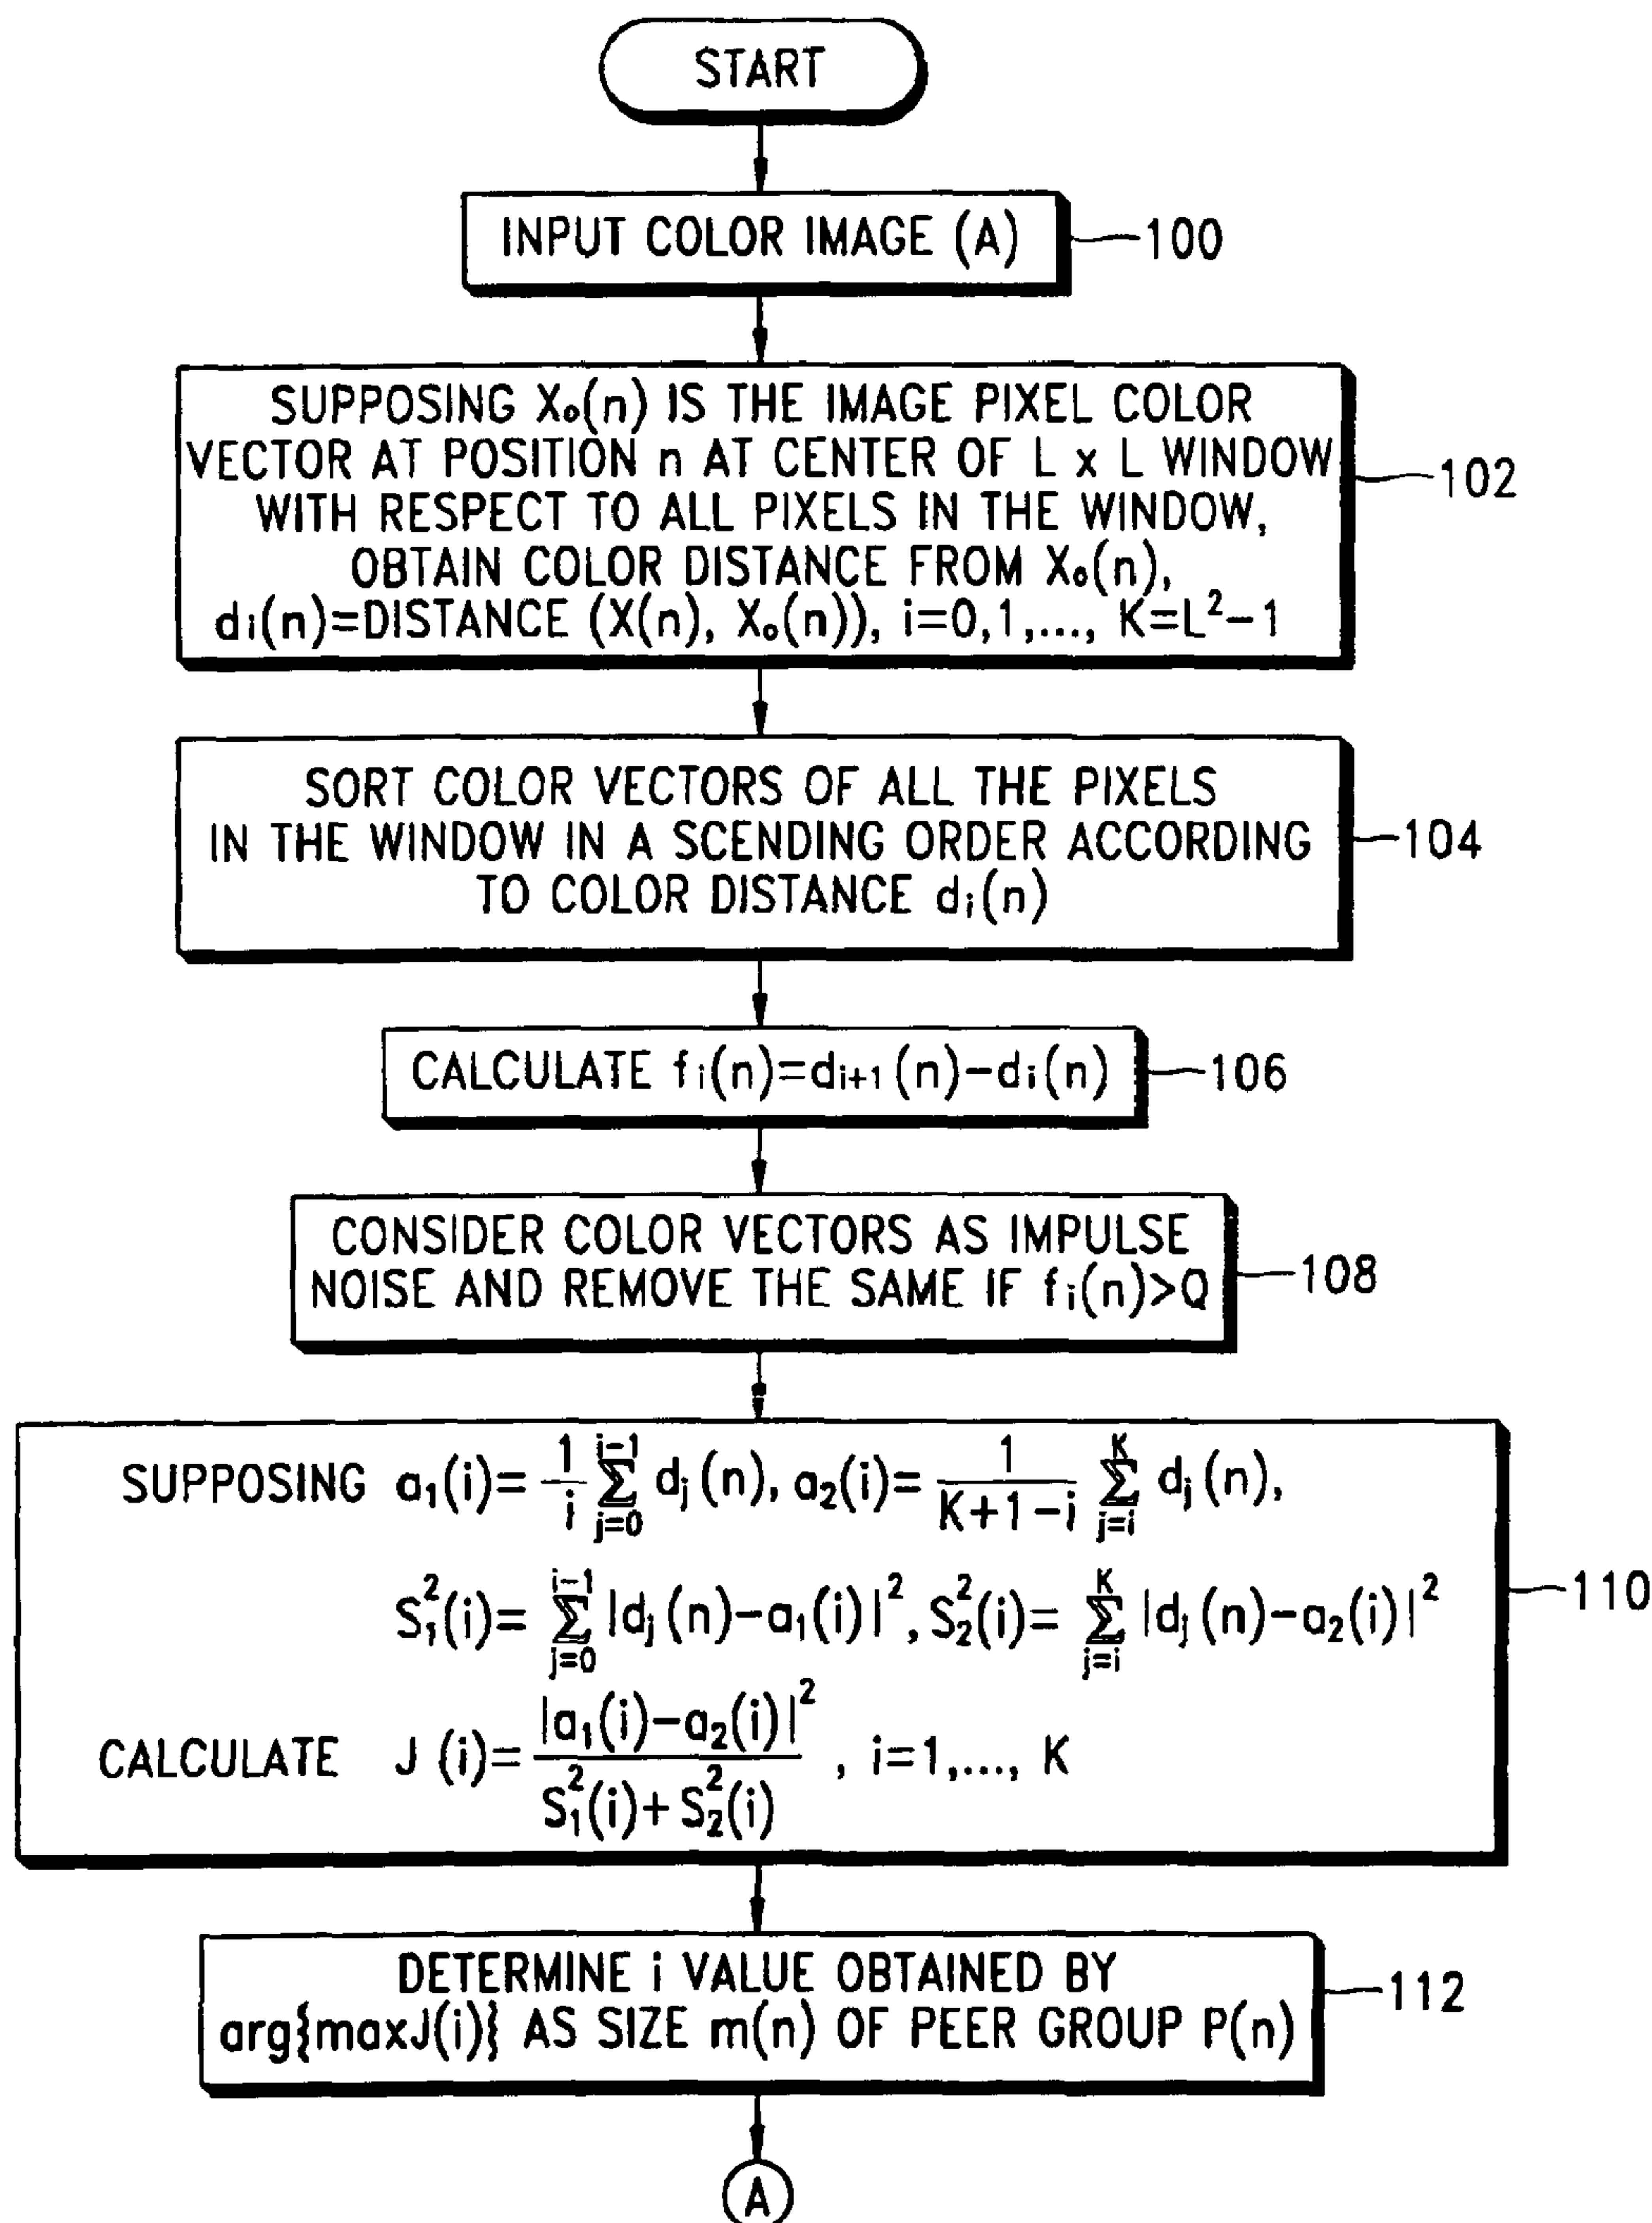 START
INPUT COLOR IMAGE (A)
100
SUPPOSING X₀(n) IS THE IMAGE PIXEL COLOR
VECTOR AT POSITION n AT CENTER OF L x L WINDOW
WITH RESPECT TO ALL PIXELS IN THE WINDOW,
OBTAIN COLOR DISTANCE FROM X₀(n),
dᵢ(n)=DISTANCE (X(n), X₀(n)), i=0,1,..., K=L²-1
102
SORT COLOR VECTORS OF ALL THE PIXELS
IN THE WINDOW IN A SCENDING ORDER ACCORDING
TO COLOR DISTANCE dᵢ(n)
104
CALCULATE fᵢ(n)=dᵢ₊₁(n)-dᵢ(n)
106
CONSIDER COLOR VECTORS AS IMPULSE
NOISE AND REMOVE THE SAME IF fᵢ(n)>Q
108
SUPPOSING a₁(i)= 1/i Σ_{j=0}^{i-1} dⱼ(n), a₂(i)= 1/(K+1-i) Σ_{j=i}^{K} dⱼ(n),
S₁²(i)= Σ_{j=0}^{i-1} |dⱼ(n)-a₁(i)|², S₂²(i)= Σ_{j=i}^{K} |dⱼ(n)-a₂(i)|²
CALCULATE J(i)= |a₁(i)-a₂(i)|² / (S₁²(i)+S₂²(i)) , i=1,..., K
110
DETERMINE i VALUE OBTAINED BY
arg{maxJ(i){ AS SIZE m(n) OF PEER GROUP P(n)
112
A